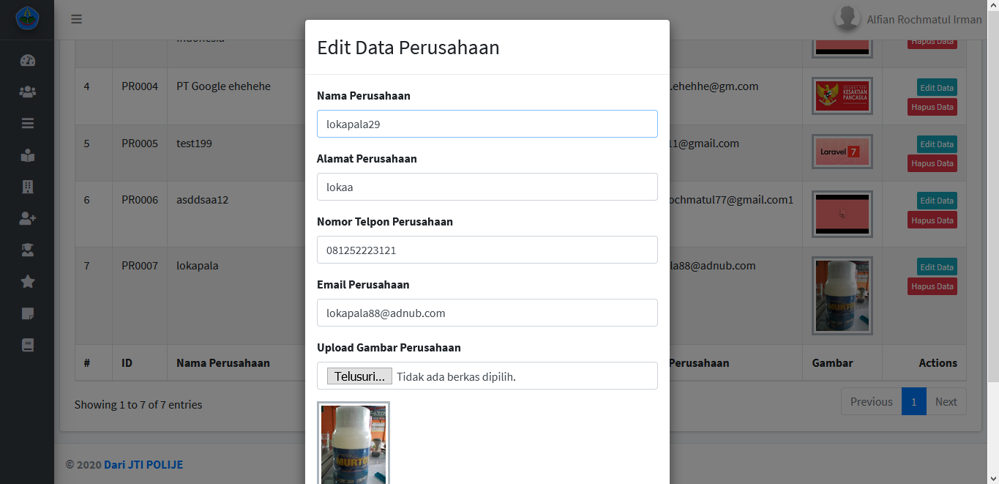 Alfian Rochmatul Irman
Edit Data Perusahaan
Nama Perusahaan
lokapala29
Alamat Perusahaan
lokaa
Nomor Telpon Perusahaan
081252223121
Email Perusahaan
lokapala88@adnub.com
Upload Gambar Perusahaan
Telusuri... Tidak ada berkas dipilih.
MURTO
Indonesia
Hapus Data
4 PR0004 PT Google ehehehe .ehehhe@gm.com KESAKTIAN PANCASILA Edit Data
Hapus Data
5 PR0005 test199 11@gmail.com Laravel 7 Edit Data
Hapus Data
6 PR0006 asddsaa12 ochmatul77@gmail.com1 Edit Data
Hapus Data
7 PR0007 lokapala la88@adnub.com Edit Data
Hapus Data
MURTO
# ID Nama Perusahaan Perusahaan Gambar Actions
Showing 1 to 7 of 7 entries Previous 1 Next
© 2020 Dari JTI POLIJE